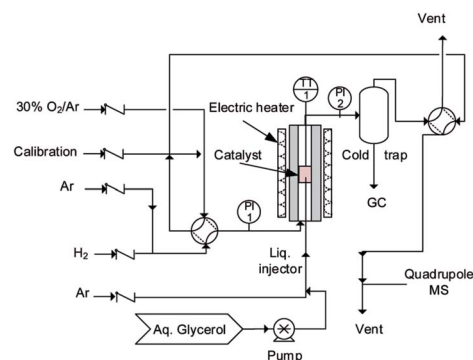 Vent
TT
1
PI
2
30% O₂/Ar
Electric heater
Calibration
Catalyst
Cold trap
Ar
PI
1
GC
H₂
Liq.
injector
Quadrupole
MS
Ar
Aq. Glycerol
Vent
Pump